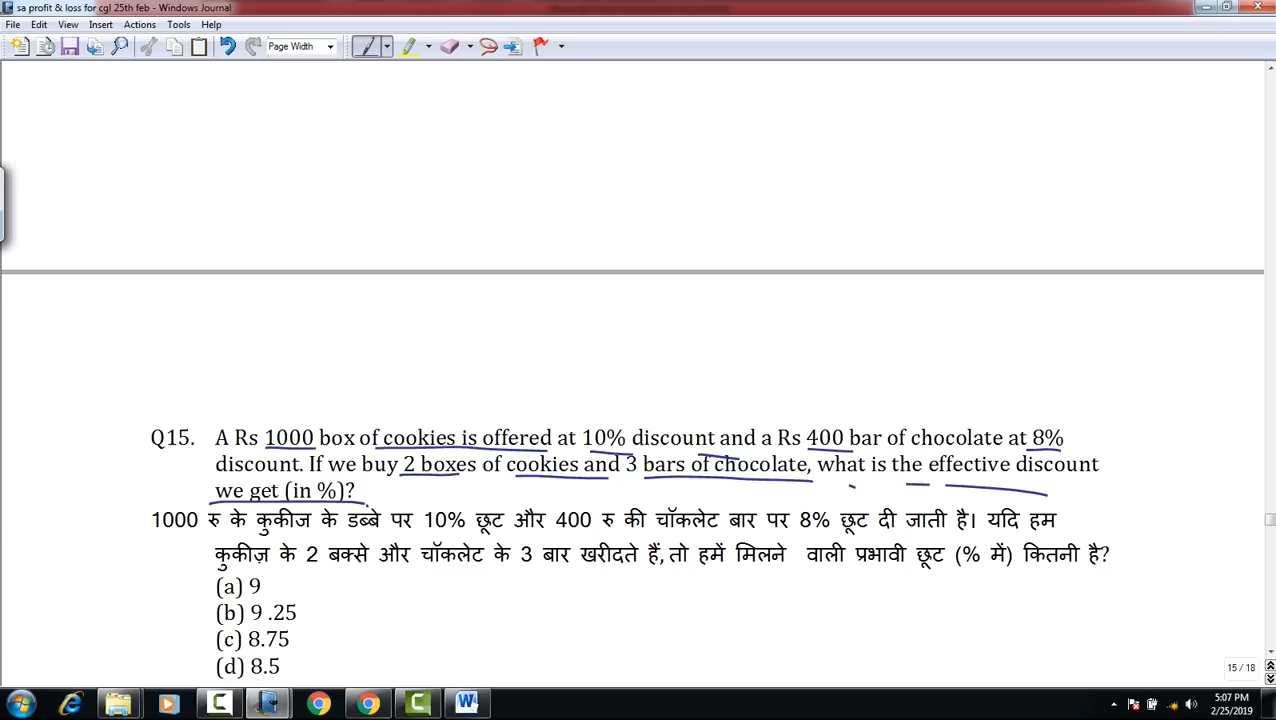 sa profit & loss for cgl 25th feb - Windows Journal
File Edit View Insert Actions Tools Help
Page Width
Q15. A Rs 1000 box of cookies is offered at 10% discount and a Rs 400 bar of chocolate at 8%
discount. If we buy 2 boxes of cookies and 3 bars of chocolate, what is the effective discount
we get (in %)?
1000 रु के कुकीज के डब्बे पर 10% छूट और 400 रु की चॉकलेट बार पर 8% छूट दी जाती है। यदि हम
कुकीज़ के 2 बक्से और चॉकलेट के 3 बार खरीदते हैं, तो हमें मिलने वाली प्रभावी छूट (% में) कितनी है?
(a) 9
(b) 9 .25
(c) 8.75
(d) 8.5
15 / 18
5:07 PM
2/25/2019